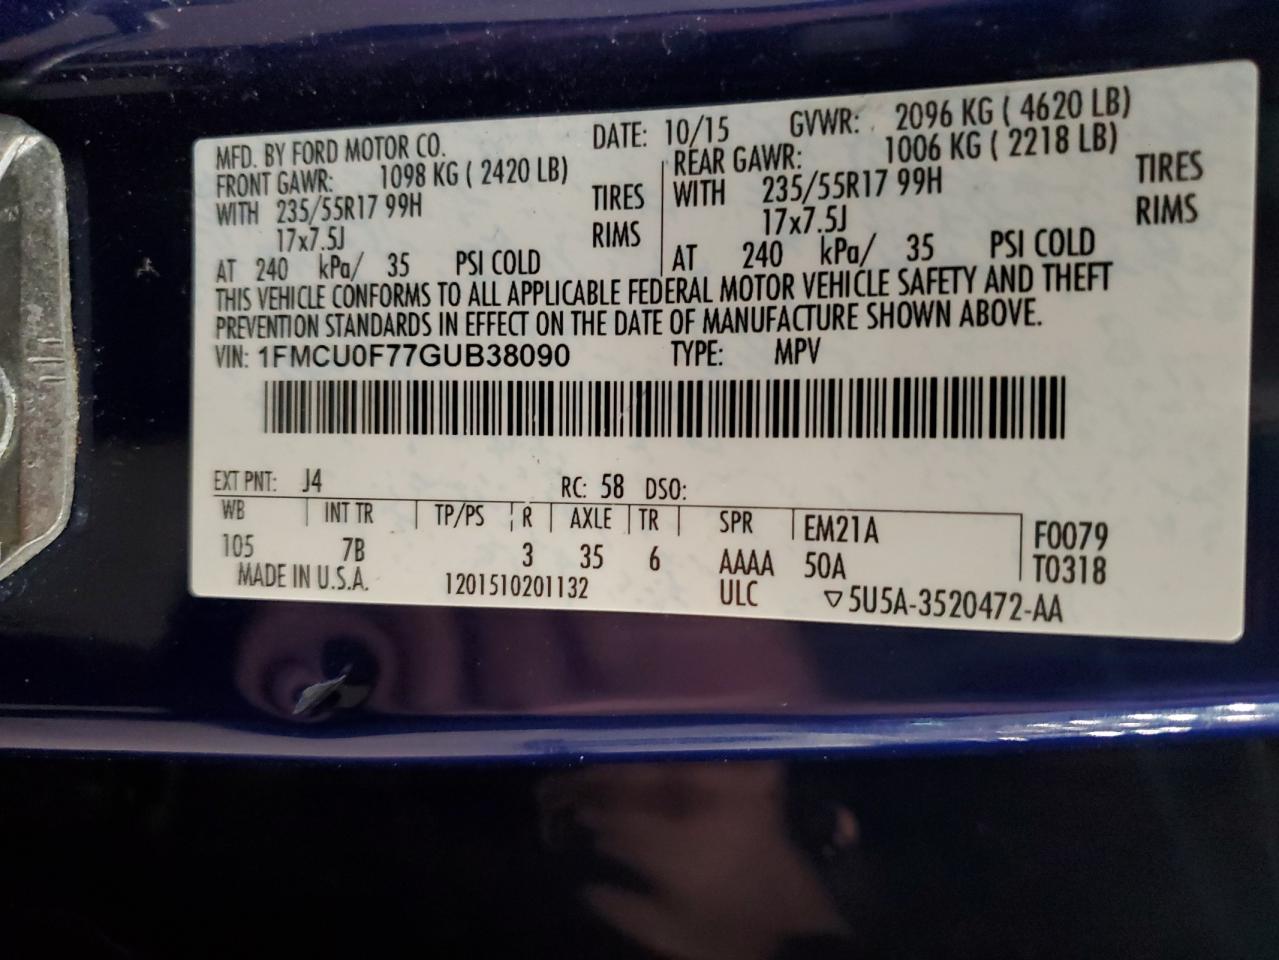 MFD. BY FORD MOTOR CO. DATE: 10/15 GVWR: 2096 KG ( 4620 LB)
FRONT GAWR: 1098 KG ( 2420 LB) REAR GAWR: 1006 KG ( 2218 LB)
WITH 235/55R17 99H TIRES WITH 235/55R17 99H TIRES
17x7.5J RIMS 17x7.5J RIMS
AT 240 kPa/ 35 PSI COLD AT 240 kPa/ 35 PSI COLD
THIS VEHICLE CONFORMS TO ALL APPLICABLE FEDERAL MOTOR VEHICLE SAFETY AND THEFT
PREVENTION STANDARDS IN EFFECT ON THE DATE OF MANUFACTURE SHOWN ABOVE.
VIN: 1FMCU0F77GUB38090 TYPE: MPV
EXT PNT: J4 RC: 58 DSO:
WB INT TR TP/PS R AXLE TR SPR EM21A F0079
105 7B 3 35 6 AAAA 50A T0318
MADE IN U.S.A. 1201510201132 ULC ▽5U5A-3520472-AA